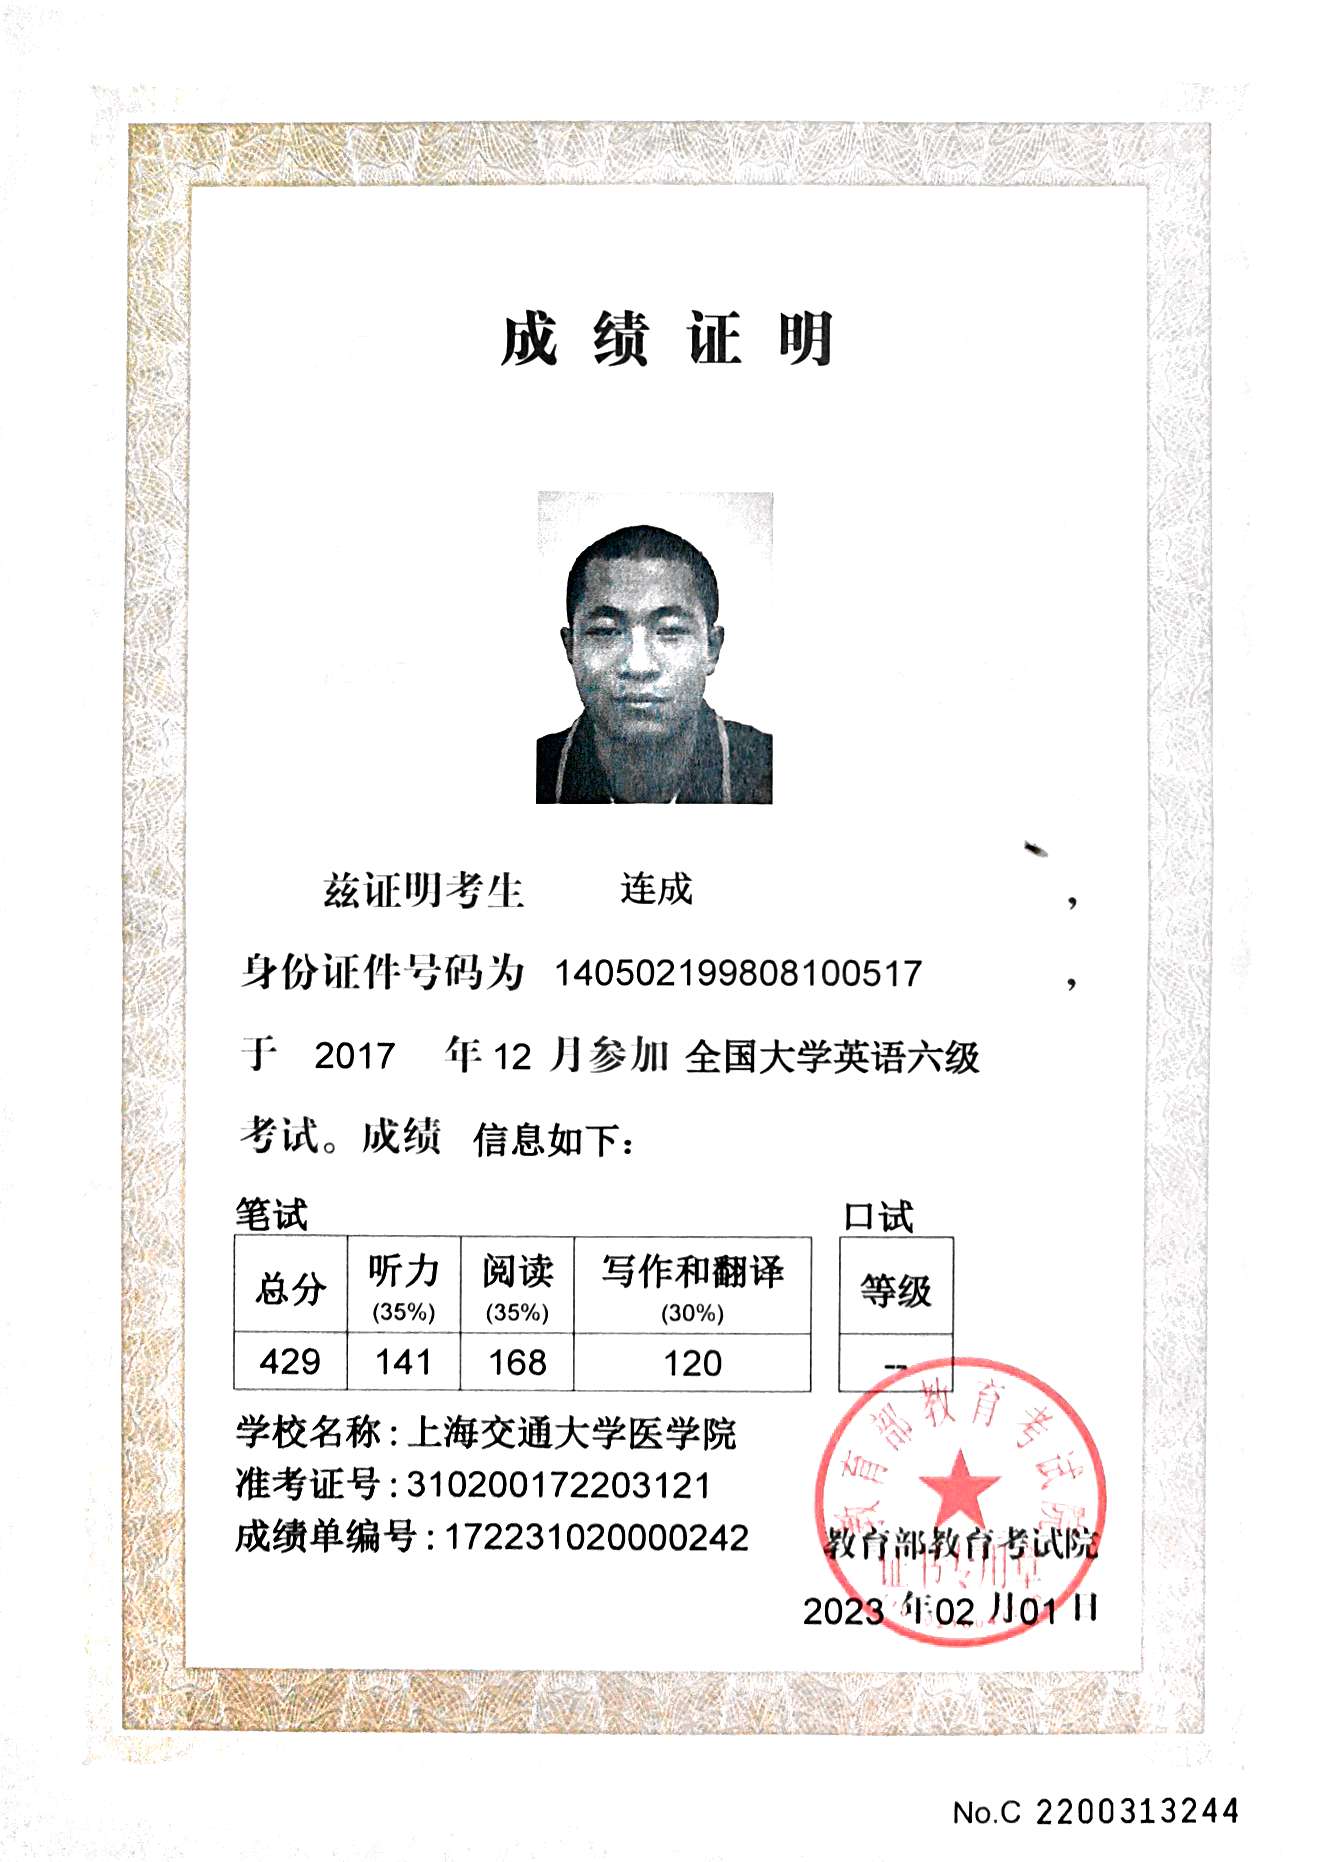 成绩证明
兹证明考生 连成 ，
身份证件号码为 140502199808100517 ，
于 2017 年 12 月参加 全国大学英语六级
考试。成绩 信息如下：
笔试 口试
总分 听力 (35%) 阅读 (35%) 写作和翻译 (30%) 等级
429 141 168 120 --
学校名称：上海交通大学医学院
准考证号：310200172203121
成绩单编号：172231020000242
教育部教育考试院
证书专用章
教育部教育考试院
2023 年 02 月 01 日
No.C 2200313244